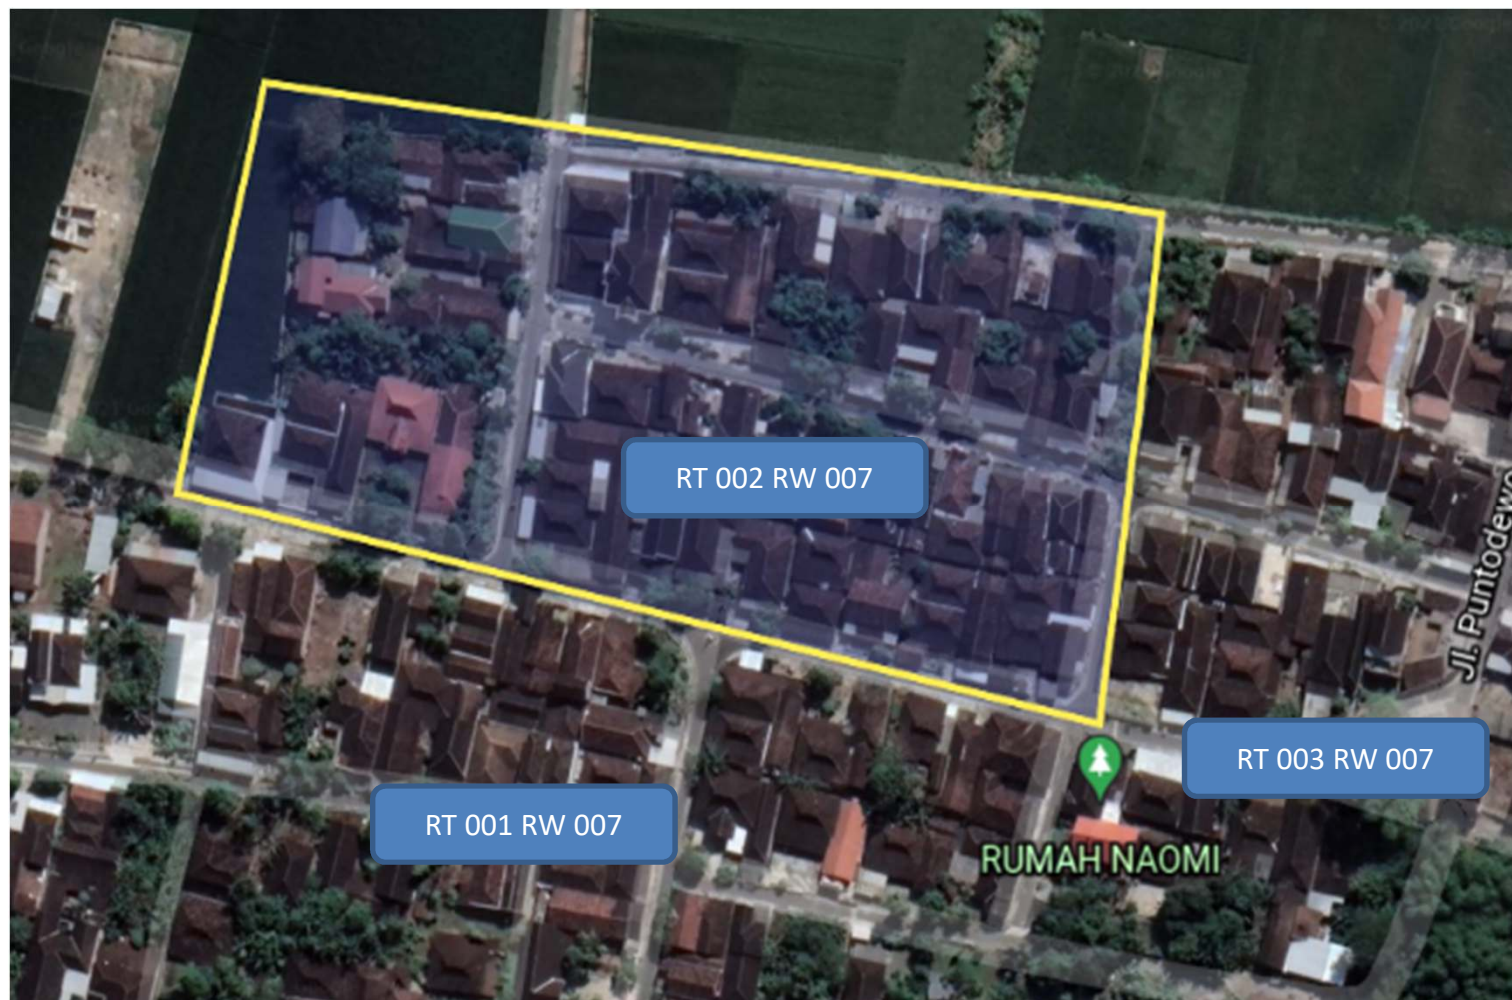 RT 002 RW 007
Jl. Puntodewo
RT 003 RW 007
RT 001 RW 007
RUMAH NAOMI